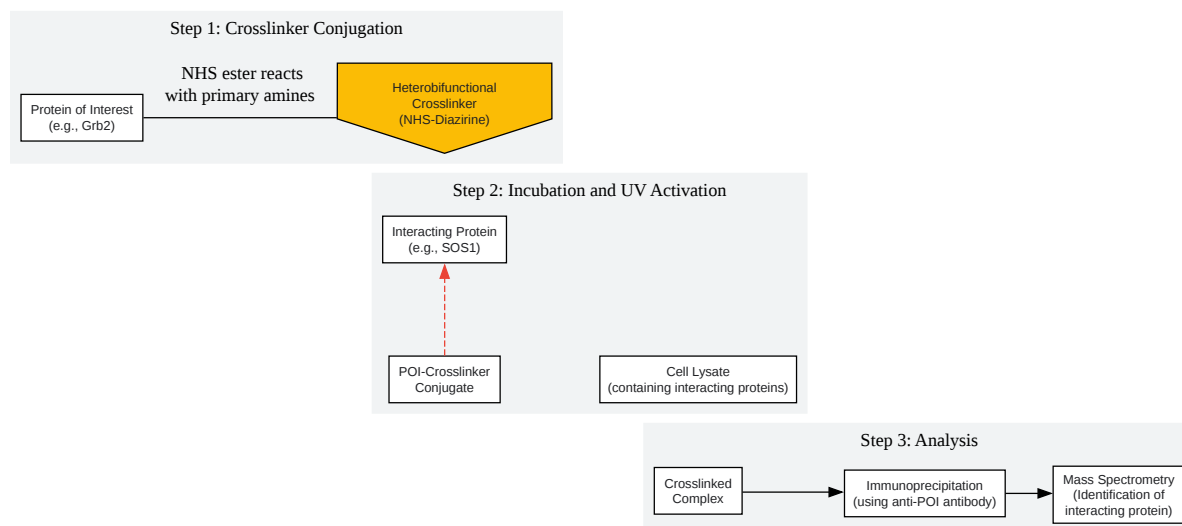 Step 1: Crosslinker Conjugation
NHS ester reacts
with primary amines
Protein of Interest
(e.g., Grb2)
Heterobifunctional
Crosslinker
(NHS-Diazirine)
Step 2: Incubation and UV Activation
Interacting Protein
(e.g., SOS1)
POI-Crosslinker
Conjugate
Cell Lysate
(containing interacting proteins)
Step 3: Analysis
Crosslinked
Complex
Immunoprecipitation
(using anti-POI antibody)
Mass Spectrometry
(Identification of
interacting protein)